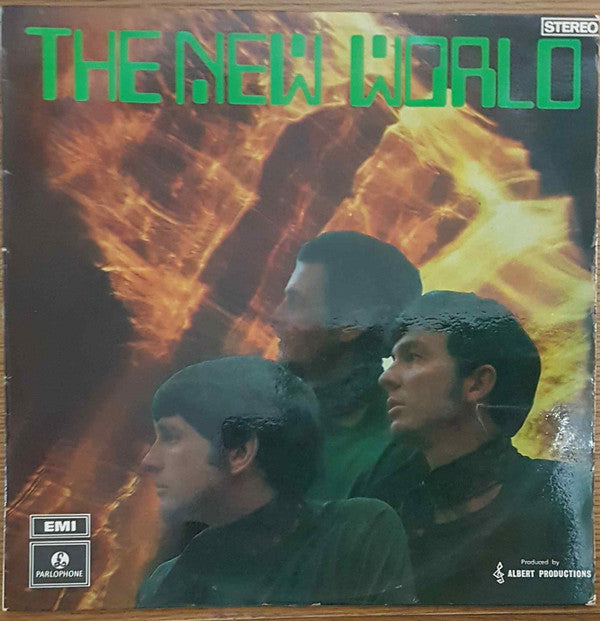 STEREO
THE NEW WORLD
EMI
PARLOPHONE
Produced by
ALBERT PRODUCTIONS